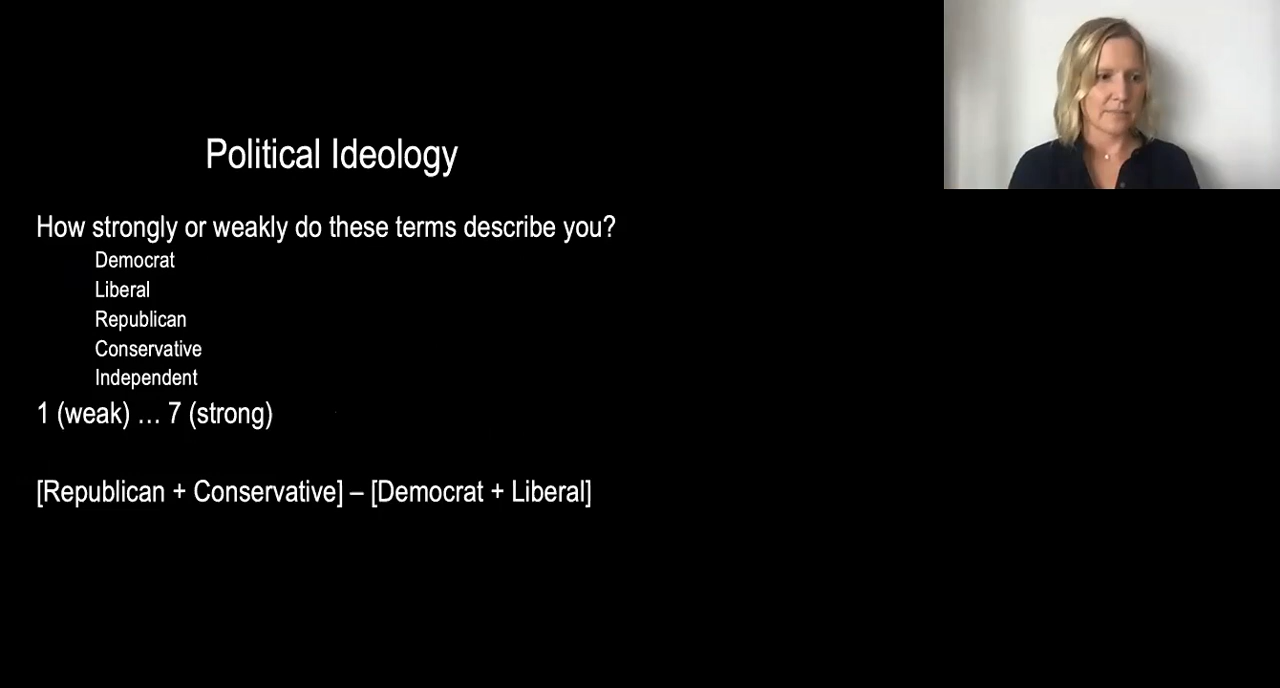 Political Ideology
How strongly or weakly do these terms describe you?
Democrat
Liberal
Republican
Conservative
Independent
1 (weak) … 7 (strong)
[Republican + Conservative] – [Democrat + Liberal]